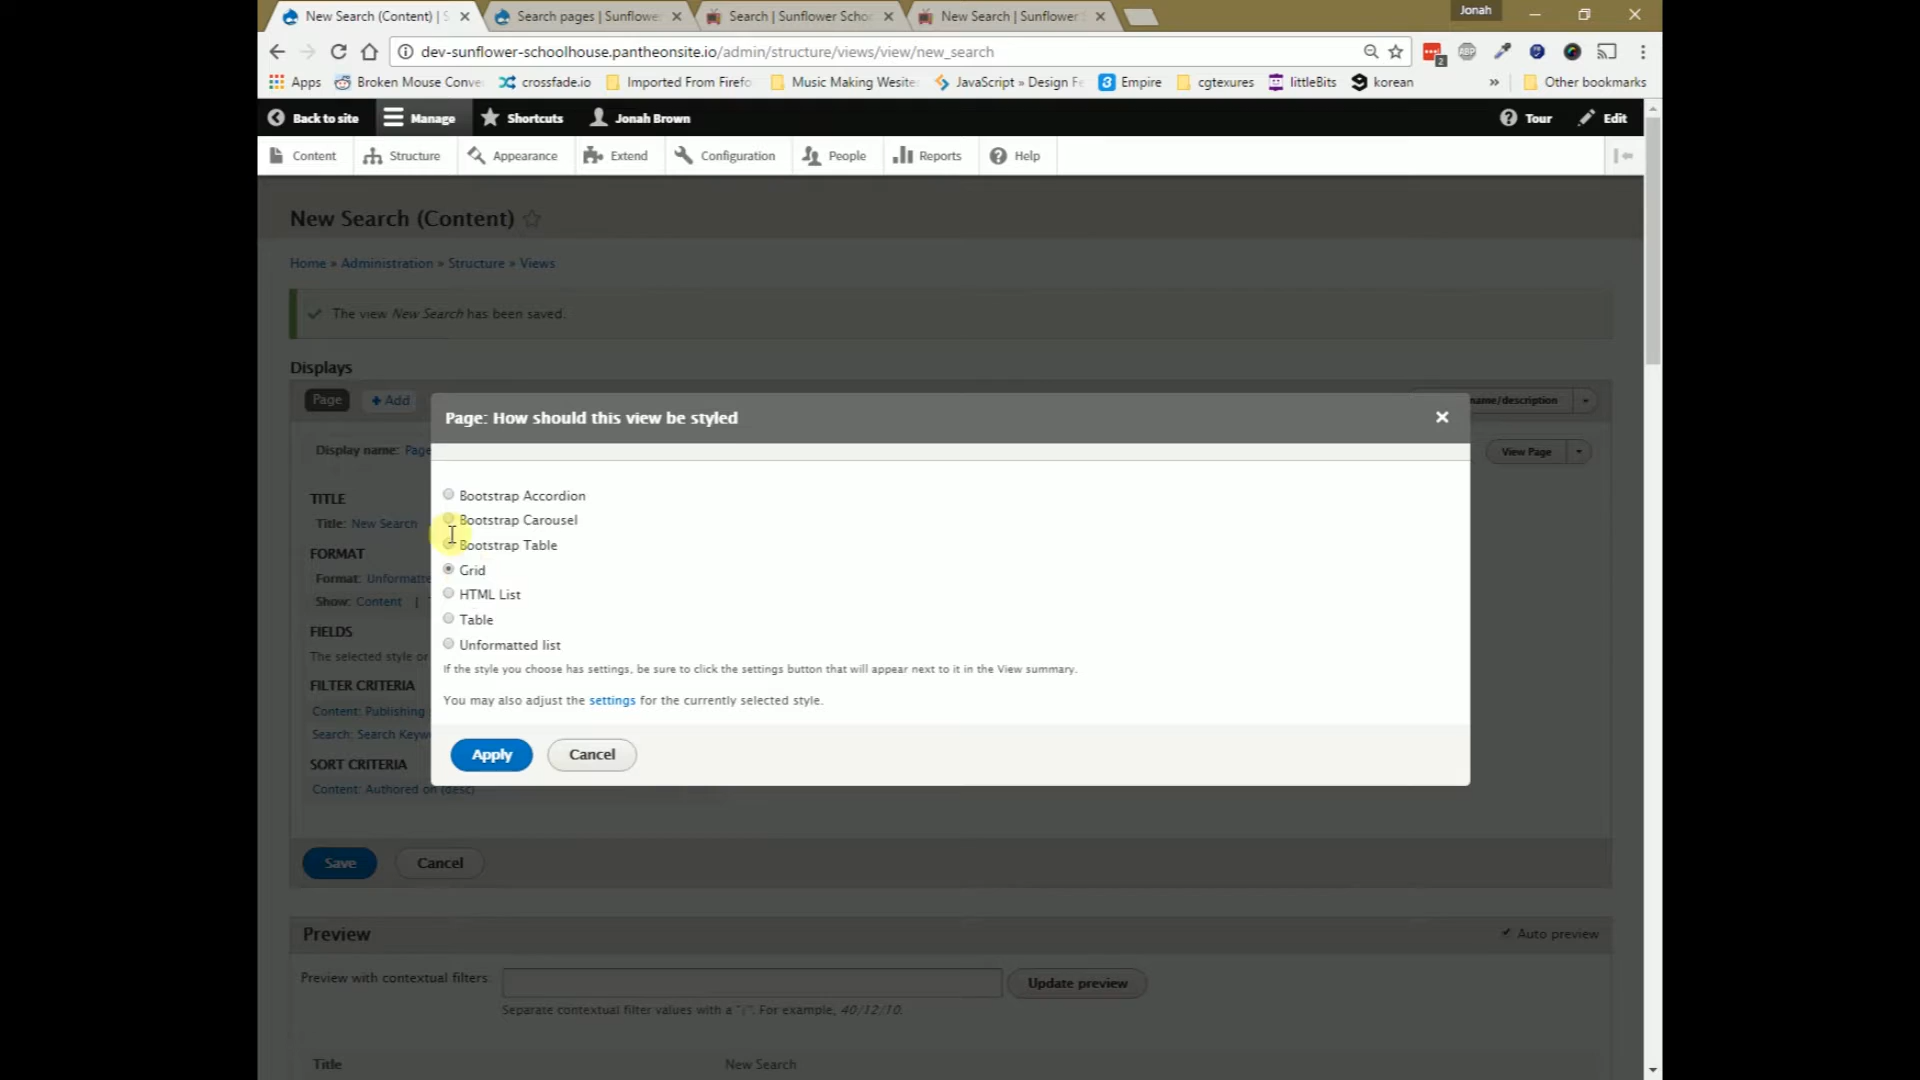 Jonah
New Search (Content) | S
Search pages | Sunflower
Search | Sunflower Schoo
New Search | Sunflower S
dev-sunflower-schoolhouse.pantheonsite.io/admin/structure/views/view/new_search
2
ABP
Apps
Broken Mouse Conve
crossfade.io
Imported From Firefo
Music Making Wesite
JavaScript » Design Fe
Empire
cgtexures
littleBits
korean
»
Other bookmarks
Back to site
Manage
Shortcuts
Jonah Brown
Tour
Edit
Content
Structure
Appearance
Extend
Configuration
People
Reports
Help
New Search (Content)
Home » Administration » Structure » Views
The view New Search has been saved.
Displays
Page
+ Add
name/description
Display name: Page
View Page
Page: How should this view be styled
TITLE
Title: New Search
FORMAT
Format: Unformatte
Show: Content |
FIELDS
The selected style or
FILTER CRITERIA
Content: Publishing
Search: Search Keyw
SORT CRITERIA
Content: Authored on (desc)
Bootstrap Accordion
Bootstrap Carousel
Bootstrap Table
Grid
HTML List
Table
Unformatted list
If the style you choose has settings, be sure to click the settings button that will appear next to it in the View summary.
You may also adjust the settings for the currently selected style.
Apply
Cancel
Save
Cancel
Preview
Auto preview
Preview with contextual filters:
Update preview
Separate contextual filter values with a "/". For example, 40/12/10.
Title
New Search